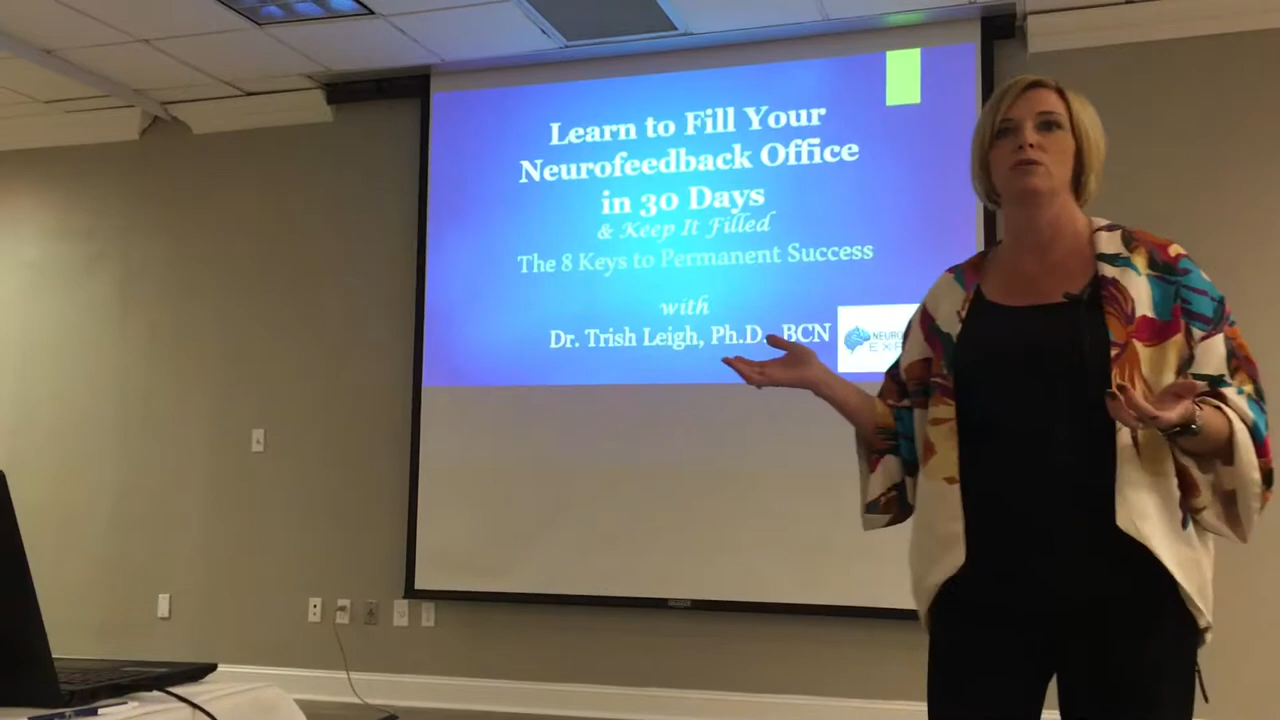 Learn to Fill Your
Neurofeedback Office
in 30 Days
& Keep It Filled
The 8 Keys to Permanent Success
with
Dr. Trish Leigh, Ph.D., BCN